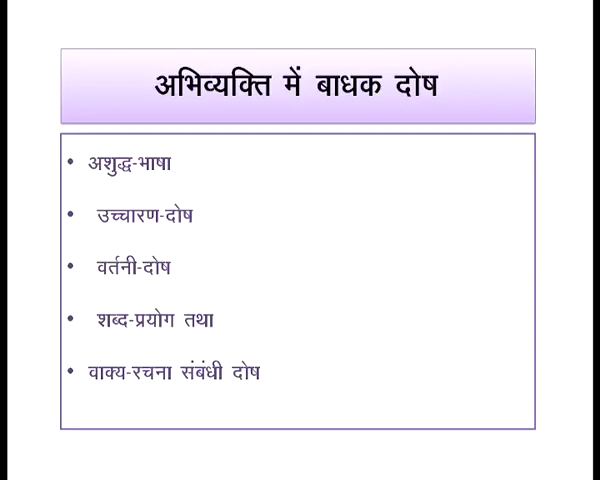 अभिव्यक्ति में बाधक दोष
• अशुद्ध-भाषा
• उच्चारण-दोष
• वर्तनी-दोष
• शब्द-प्रयोग तथा
• वाक्य-रचना संबंधी दोष